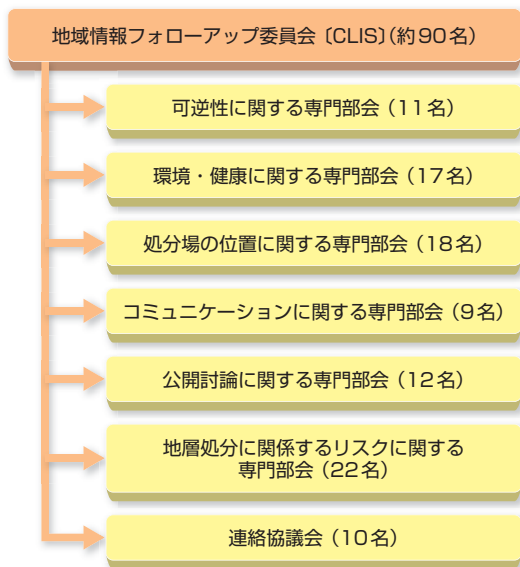 地域情報フォローアップ委員会〔CLIS〕(約90名)
可逆性に関する専門部会（11名）
環境・健康に関する専門部会（17名）
処分場の位置に関する専門部会（18名）
コミュニケーションに関する専門部会（9名）
公開討論に関する専門部会（12名）
地層処分に関係するリスクに関する
専門部会（22名）
連絡協議会（10名）